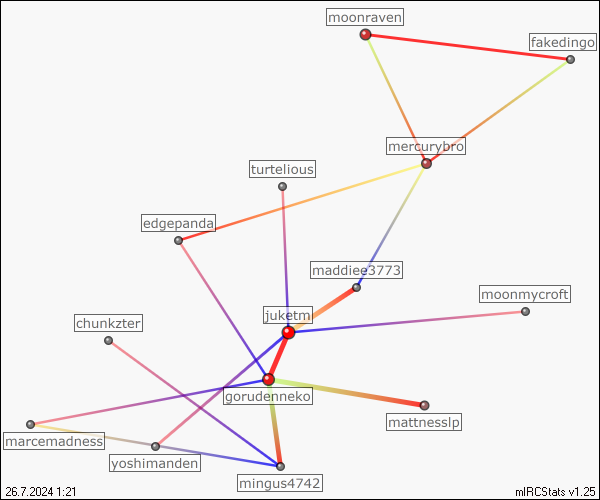 moonraven
fakedingo
mercurybro
turtelious
edgepanda
maddiee3773
moonmycroft
juketm
chunkzter
gorudenneko
mattnesslp
marcemadness
yoshimanden
mingus4742
26.7.2024 1:21
mIRCStats v1.25